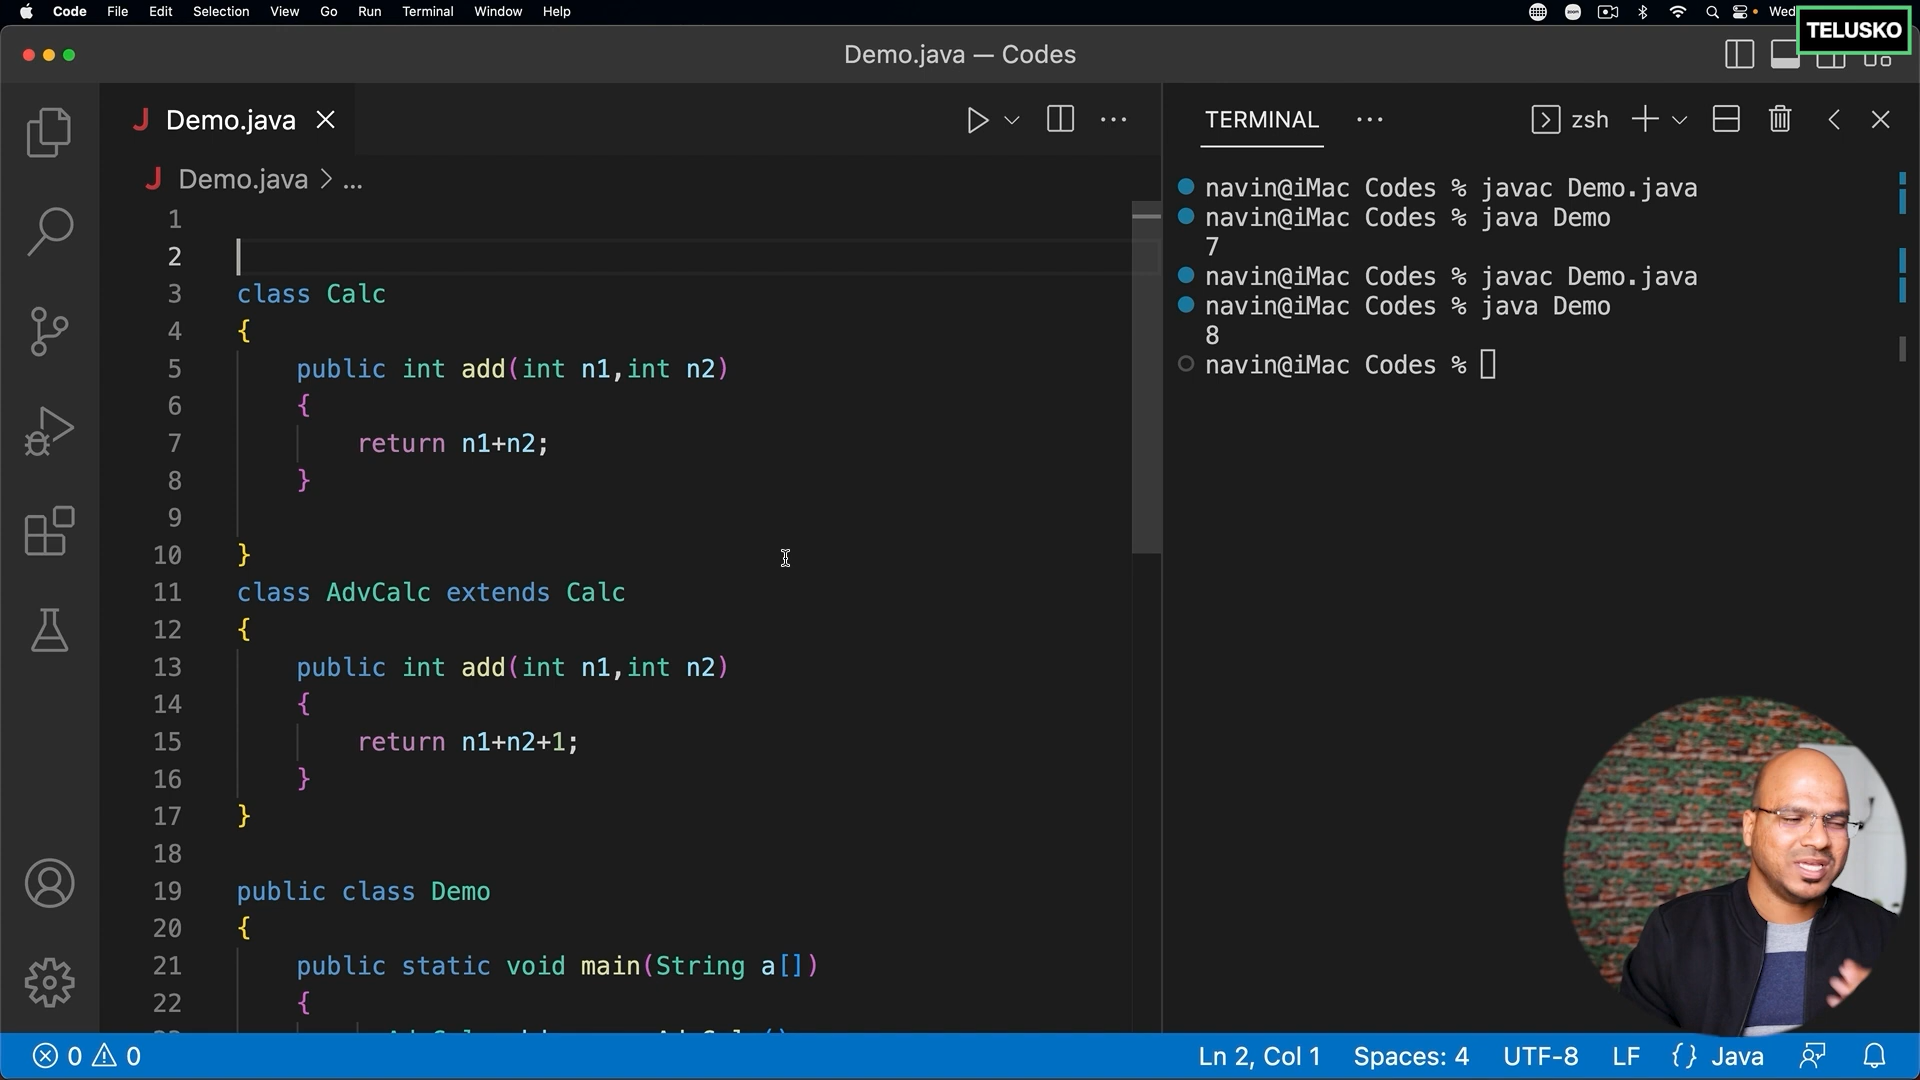 Code File Edit Selection View Go Run Terminal Window Help
zoom
Wed
TELUSKO
Demo.java — Codes
J Demo.java
J Demo.java > ...
1
2
3 class Calc
4 {
5 public int add(int n1,int n2)
6 {
7 return n1+n2;
8 }
9
10 }
11 class AdvCalc extends Calc
12 {
13 public int add(int n1,int n2)
14 {
15 return n1+n2+1;
16 }
17 }
18
19 public class Demo
20 {
21 public static void main(String a[])
22 {
TERMINAL ... zsh
navin@iMac Codes % javac Demo.java
navin@iMac Codes % java Demo
7
navin@iMac Codes % javac Demo.java
navin@iMac Codes % java Demo
8
navin@iMac Codes %
0 0 Ln 2, Col 1 Spaces: 4 UTF-8 LF {} Java